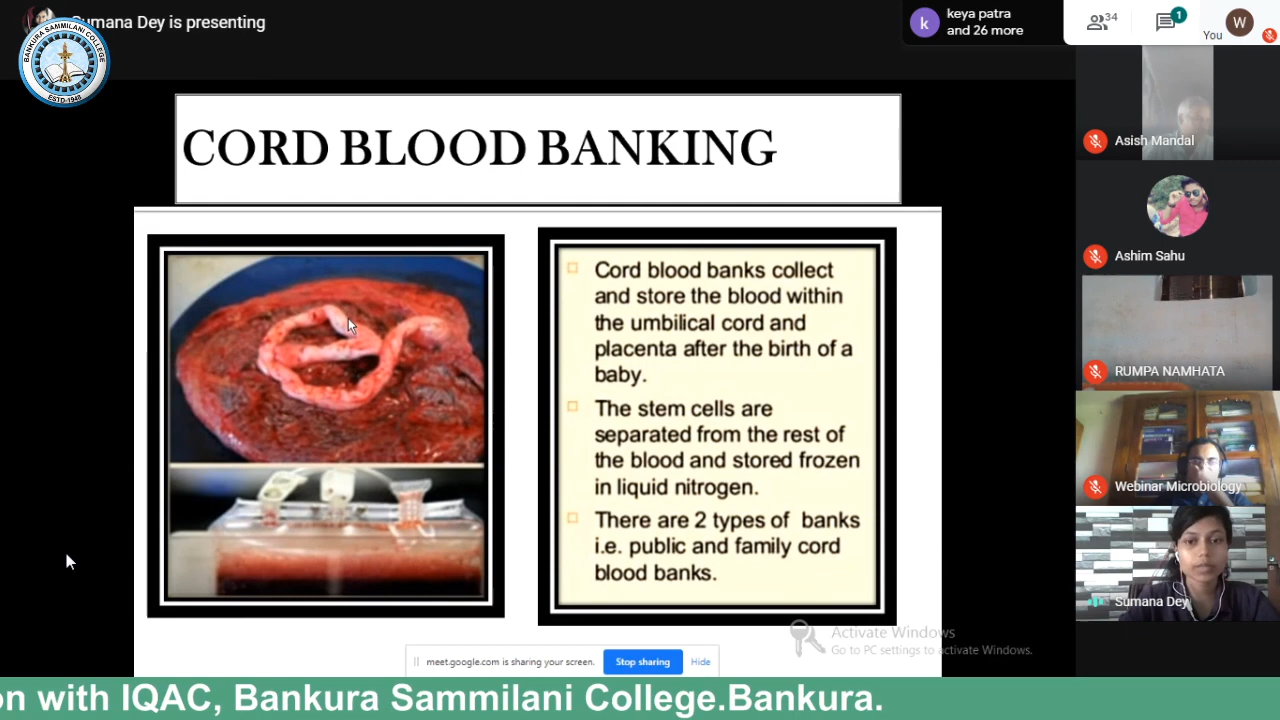 Sumana Dey is presenting
BANKURA SAMMILANI COLLEGE
ESTD-1948
k
keya patra
and 26 more
34
1
You
W
CORD BLOOD BANKING
Cord blood banks collect
and store the blood within
the umbilical cord and
placenta after the birth of a
baby.
The stem cells are
separated from the rest of
the blood and stored frozen
in liquid nitrogen.
There are 2 types of banks
i.e. public and family cord
blood banks.
Asish Mandal
Ashim Sahu
RUMPA NAMHATA
Webinar Microbiology
Sumana Dey
Activate Windows
Go to PC settings to activate Windows.
meet.google.com is sharing your screen.
Stop sharing
Hide
on with IQAC, Bankura Sammilani College.Bankura.